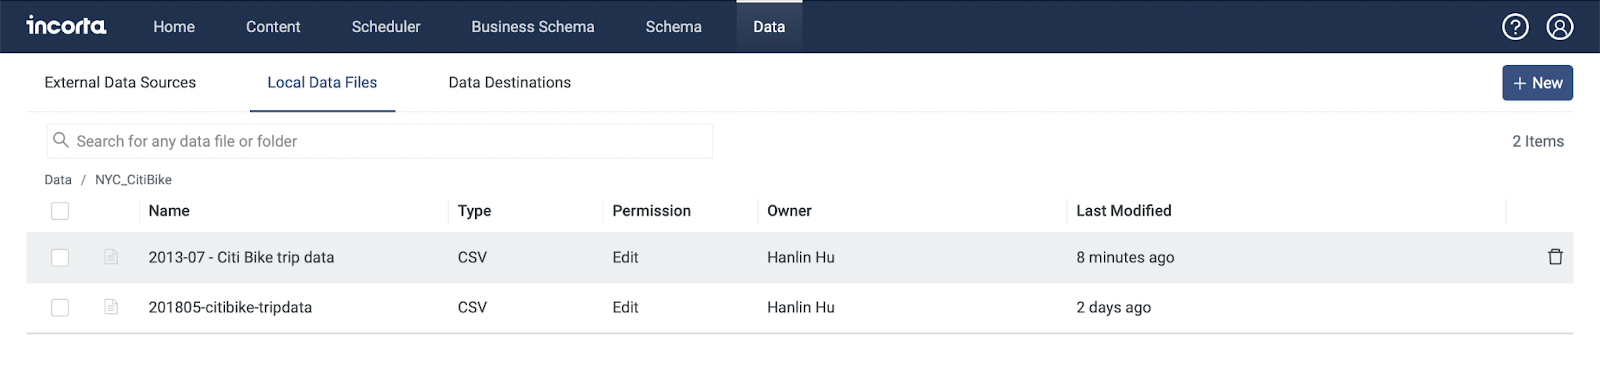 incorta Home Content Scheduler Business Schema Schema Data
External Data Sources Local Data Files Data Destinations + New
Search for any data file or folder 2 Items
Data / NYC_CitiBike
Name Type Permission Owner Last Modified
2013-07 - Citi Bike trip data CSV Edit Hanlin Hu 8 minutes ago
201805-citibike-tripdata CSV Edit Hanlin Hu 2 days ago